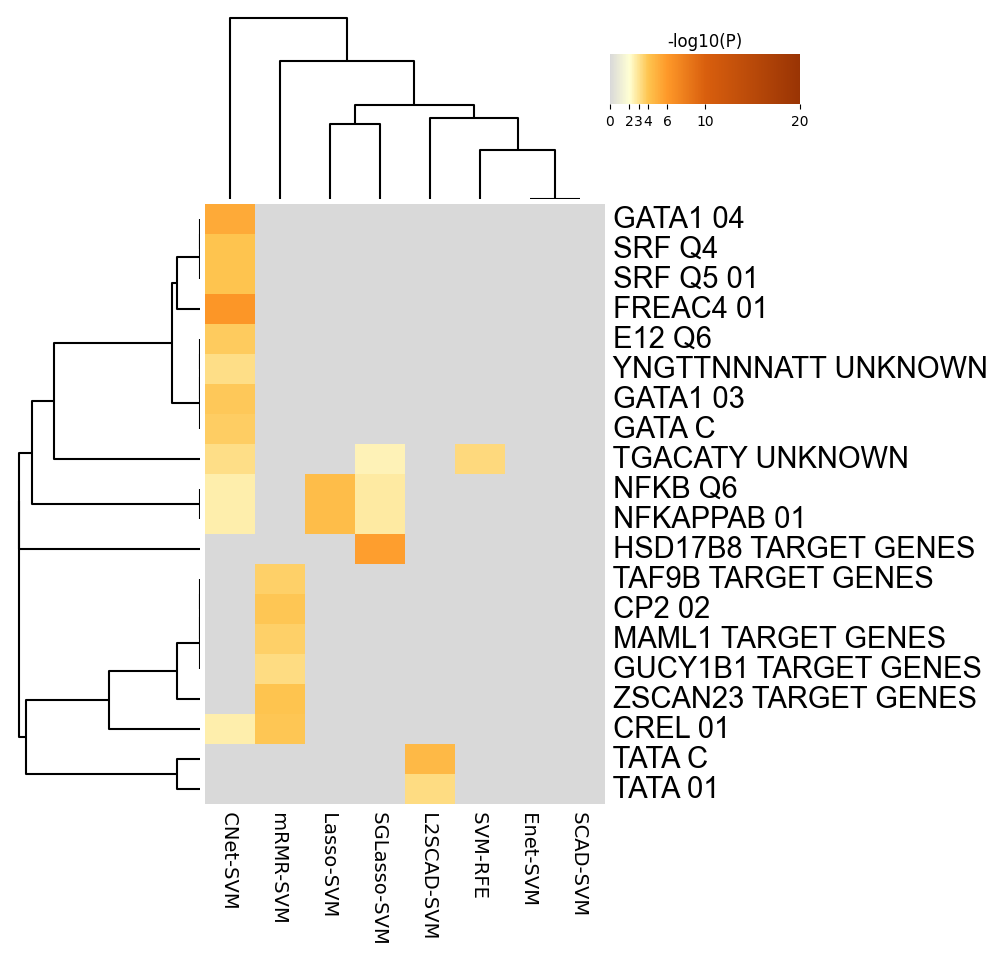 -log10(P)
0 2 3 4 6 10 20
GATA1 04
SRF Q4
SRF Q5 01
FREAC4 01
E12 Q6
YNGTTNNNATT UNKNOWN
GATA1 03
GATA C
TGACATY UNKNOWN
NFKB Q6
NFKAPPAB 01
HSD17B8 TARGET GENES
TAF9B TARGET GENES
CP2 02
MAML1 TARGET GENES
GUCY1B1 TARGET GENES
ZSCAN23 TARGET GENES
CREL 01
TATA C
TATA 01
CNet-SVM
mRMR-SVM
Lasso-SVM
SGLasso-SVM
L2SCAD-SVM
SVM-RFE
Enet-SVM
SCAD-SVM